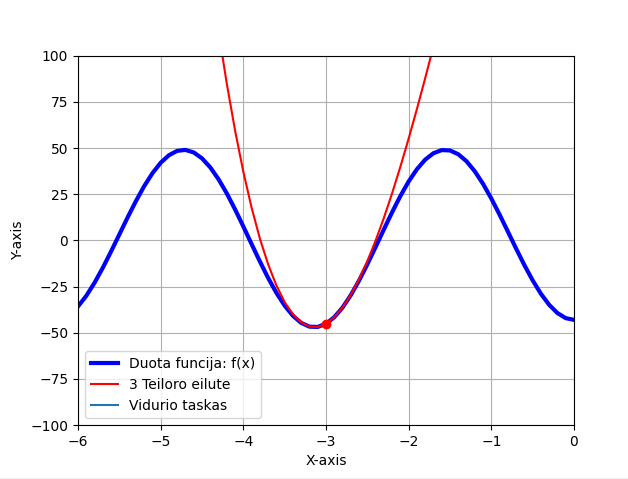 100
75
50
25
0
−25
−50
−75
−100
Y-axis
Duota funcija: f(x)
3 Teiloro eilute
Vidurio taskas
−6 −5 −4 −3 −2 −1 0
X-axis